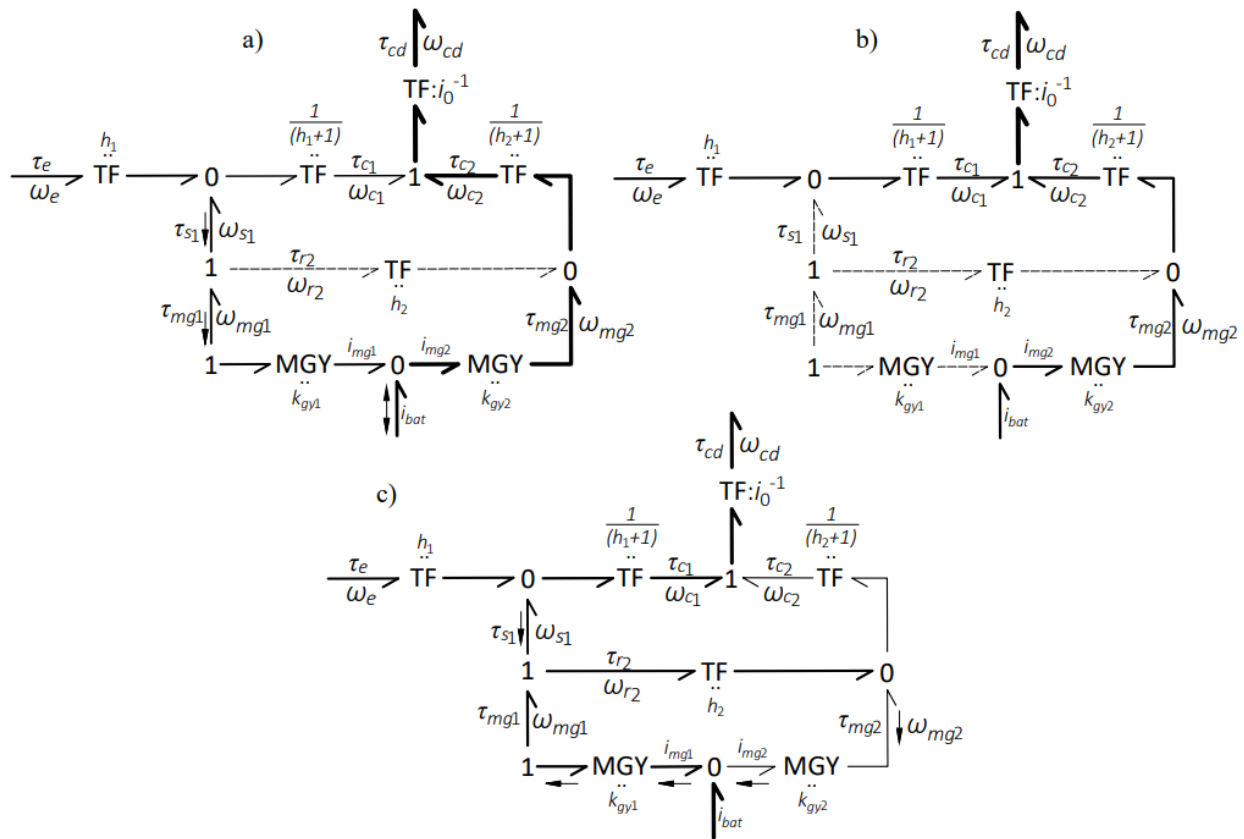 a)
τcd ωcd
TF:i0-1
h1 1/(h1+1) 1/(h2+1)
τe ωe TF 0 TF τc1 ωc1 1 τc2 ωc2 TF
τs1 ωs1
1 τr2 ωr2 TF h2 0
τmg1 ωmg1 τmg2 ωmg2
1 MGY kgy1 img1 0 img2 MGY kgy2
ibat
b)
τcd ωcd
TF:i0-1
h1 1/(h1+1) 1/(h2+1)
τe ωe TF 0 TF τc1 ωc1 1 τc2 ωc2 TF
τs1 ωs1
1 τr2 ωr2 TF h2 0
τmg1 ωmg1 τmg2 ωmg2
1 MGY kgy1 img1 0 img2 MGY kgy2
ibat
c)
τcd ωcd
TF:i0-1
h1 1/(h1+1) 1/(h2+1)
τe ωe TF 0 TF τc1 ωc1 1 τc2 ωc2 TF
τs1 ωs1
1 τr2 ωr2 TF h2 0
τmg1 ωmg1 τmg2 ωmg2
1 MGY kgy1 img1 0 img2 MGY kgy2
ibat